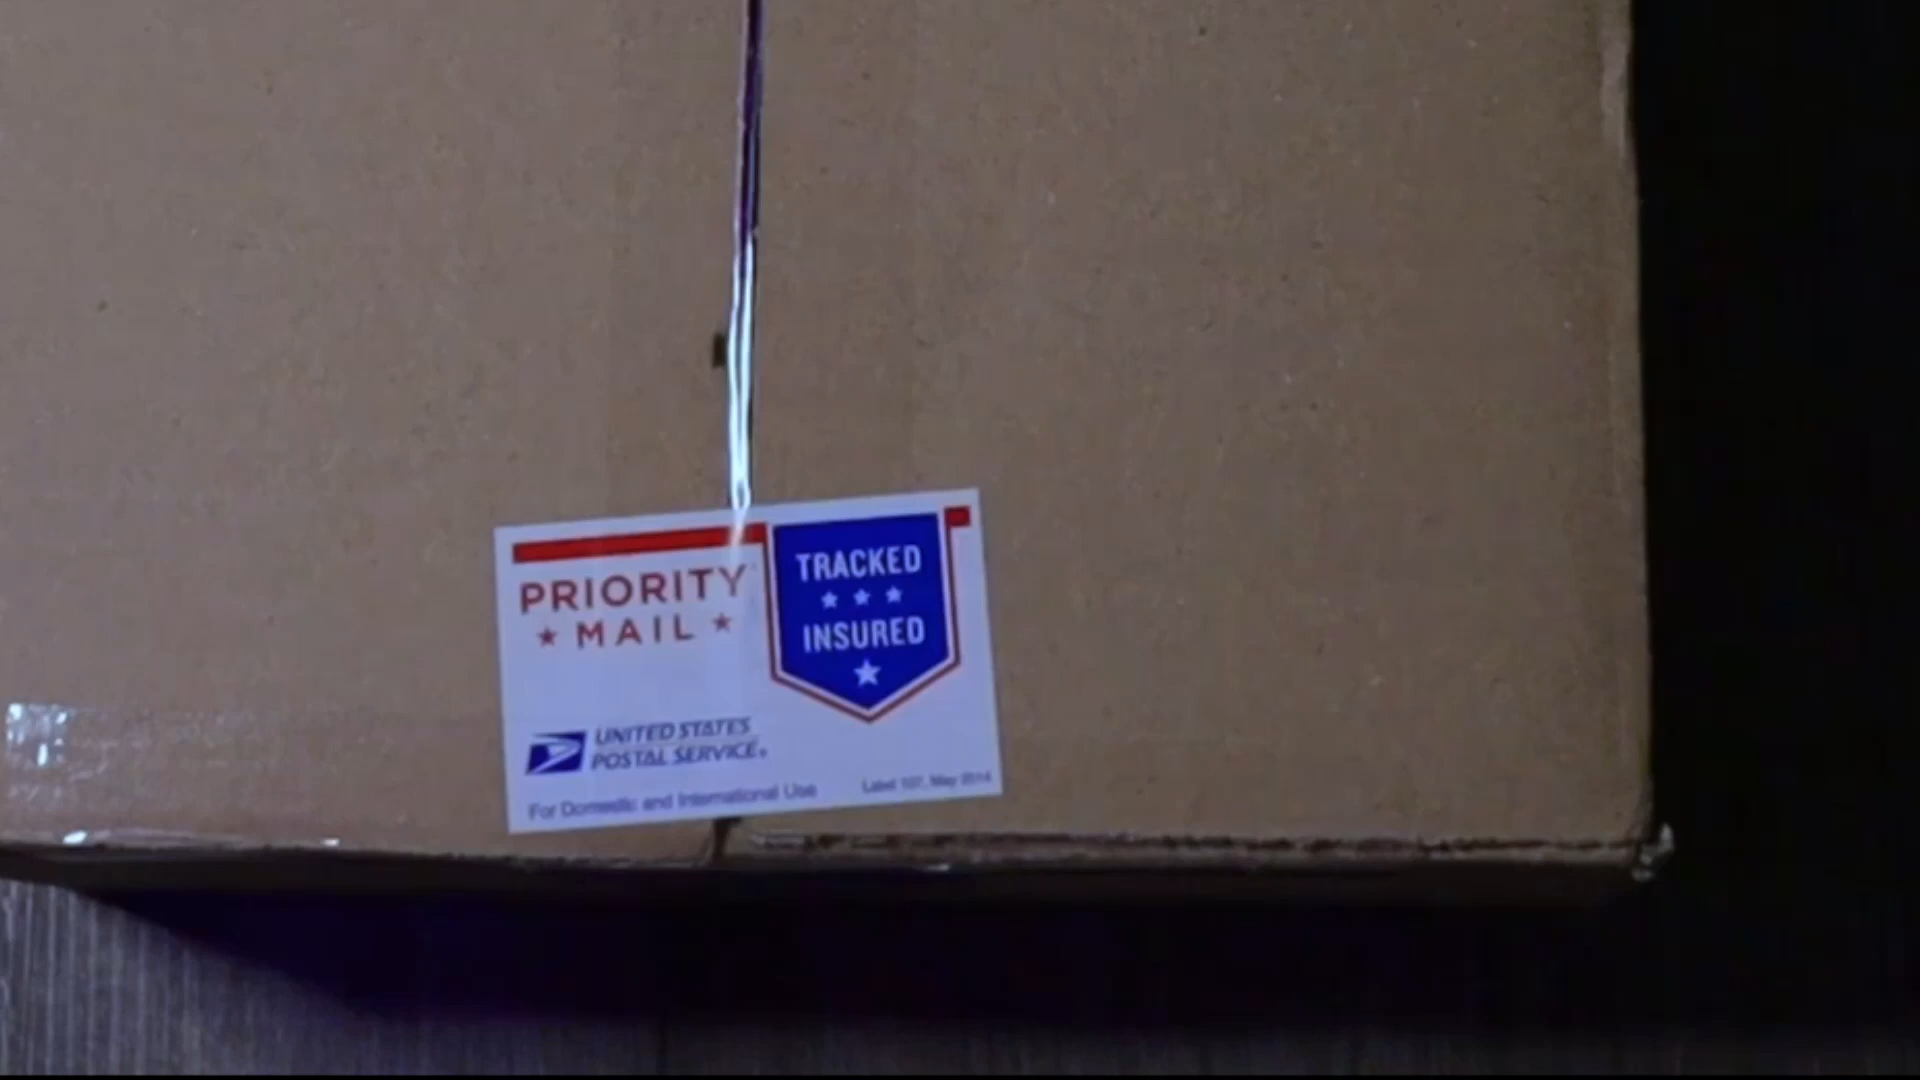 PRIORITY
★ MAIL ★
TRACKED
★ ★ ★
INSURED
★
UNITED STATES
POSTAL SERVICE®
For Domestic and International Use
Label 107, May 2014